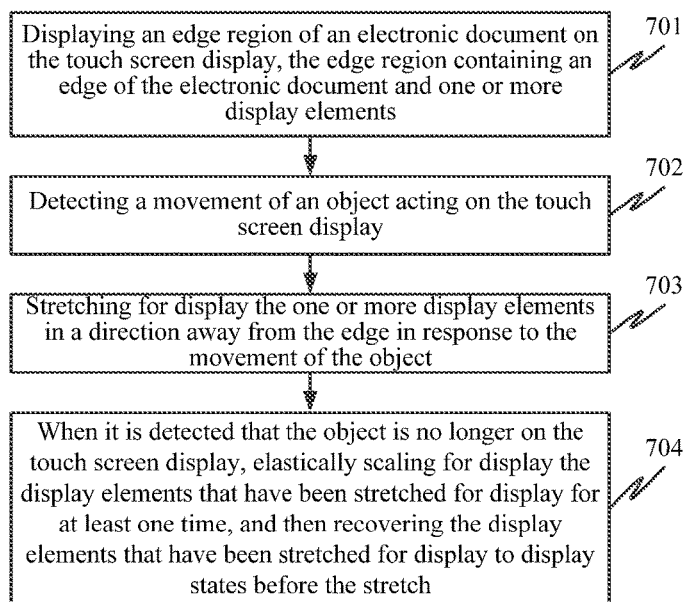 Displaying an edge region of an electronic document on
the touch screen display, the edge region containing an
edge of the electronic document and one or more
display elements
701
Detecting a movement of an object acting on the touch
screen display
702
Stretching for display the one or more display elements
in a direction away from the edge in response to the
movement of the object
703
When it is detected that the object is no longer on the
touch screen display, elastically scaling for display the
display elements that have been stretched for display for
at least one time, and then recovering the display
elements that have been stretched for display to display
states before the stretch
704